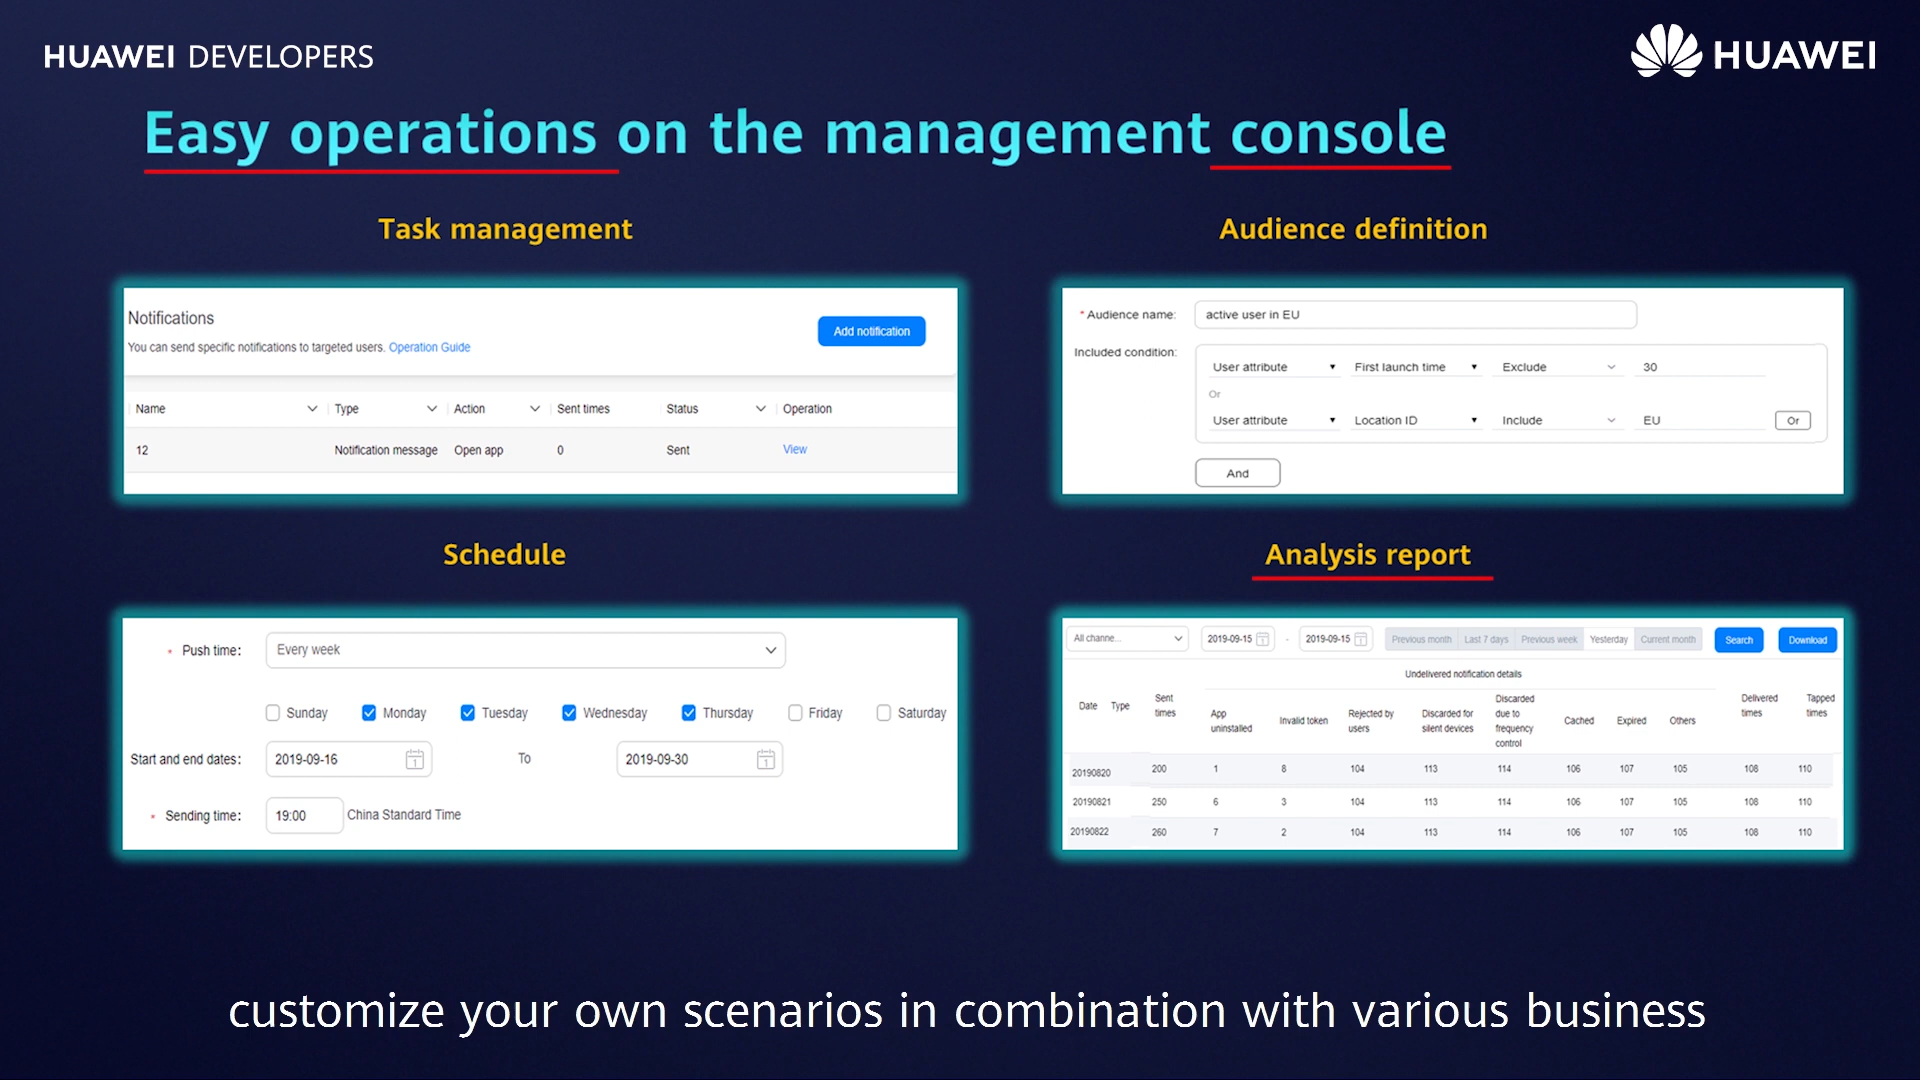 HUAWEI DEVELOPERS
HUAWEI
Easy operations on the management console
Task management
Notifications
You can send specific notifications to targeted users. Operation Guide
Add notification
Name Type Action Sent times Status Operation
12 Notification message Open app 0 Sent View
Audience definition
* Audience name: active user in EU
Included condition:
User attribute First launch time Exclude 30
Or
User attribute Location ID Include EU Or
And
Schedule
* Push time: Every week
Sunday Monday Tuesday Wednesday Thursday Friday Saturday
Start and end dates: 2019-09-16 To 2019-09-30
* Sending time: 19:00 China Standard Time
Analysis report
All channe... 2019-09-15 - 2019-09-15 Previous month Last 7 days Previous week Yesterday Current month Search Download
Undelivered notification details
Date Type Sent times App uninstalled Invalid token Rejected by users Discarded for silent devices Discarded due to frequency control Cached Expired Others Delivered times Tapped times
20190820 200 1 8 104 113 114 106 107 105 108 110
20190821 250 6 3 104 113 114 106 107 105 108 110
20190822 260 7 2 104 113 114 106 107 105 108 110
customize your own scenarios in combination with various business